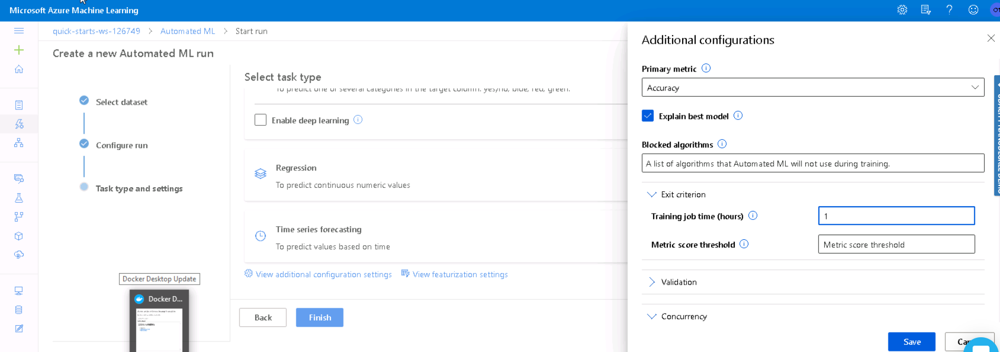 Microsoft Azure Machine Learning
quick-starts-ws-126749 > Automated ML > Start run
Create a new Automated ML run
Select dataset
Configure run
Task type and settings
Select task type
To predict one of several categories in the target column. yes/no, blue, red, green.
Enable deep learning
Regression
To predict continuous numeric values
Time series forecasting
To predict values based on time
View additional configuration settings
View featurization settings
Docker Desktop Update
Docker D...
Back
Finish
Additional configurations
Primary metric
Accuracy
Explain best model
Blocked algorithms
A list of algorithms that Automated ML will not use during training.
Exit criterion
Training job time (hours)
1
Metric score threshold
Metric score threshold
Validation
Concurrency
Save